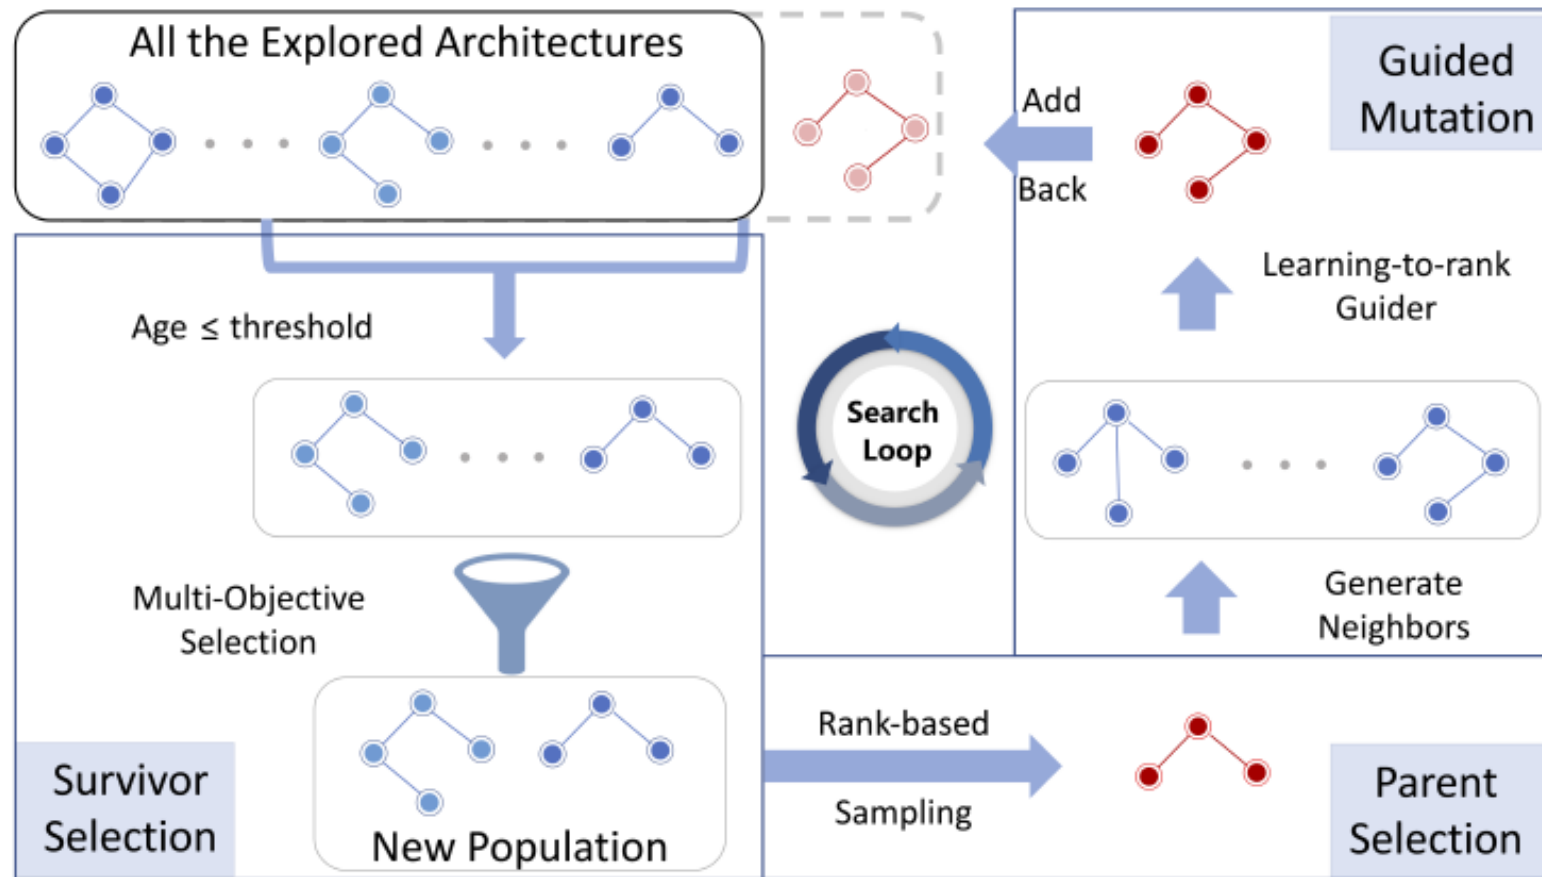 All the Explored Architectures
Add
Back
Guided
Mutation
Age ≤ threshold
Learning-to-rank
Guider
Search
Loop
Multi-Objective
Selection
Generate
Neighbors
New Population
Survivor
Selection
Rank-based
Sampling
Parent
Selection